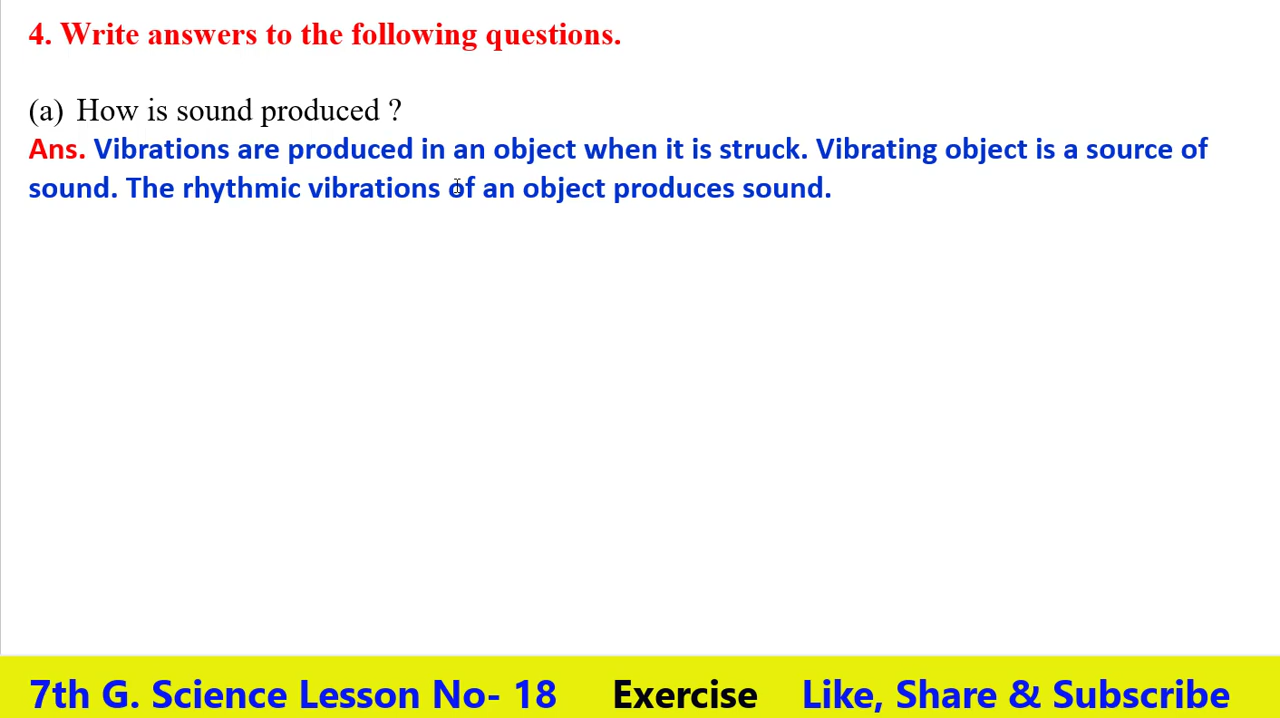 4. Write answers to the following questions.
(a) How is sound produced ?
Ans. Vibrations are produced in an object when it is struck. Vibrating object is a source of
sound. The rhythmic vibrations of an object produces sound.
7th G. Science Lesson No- 18 Exercise Like, Share & Subscribe